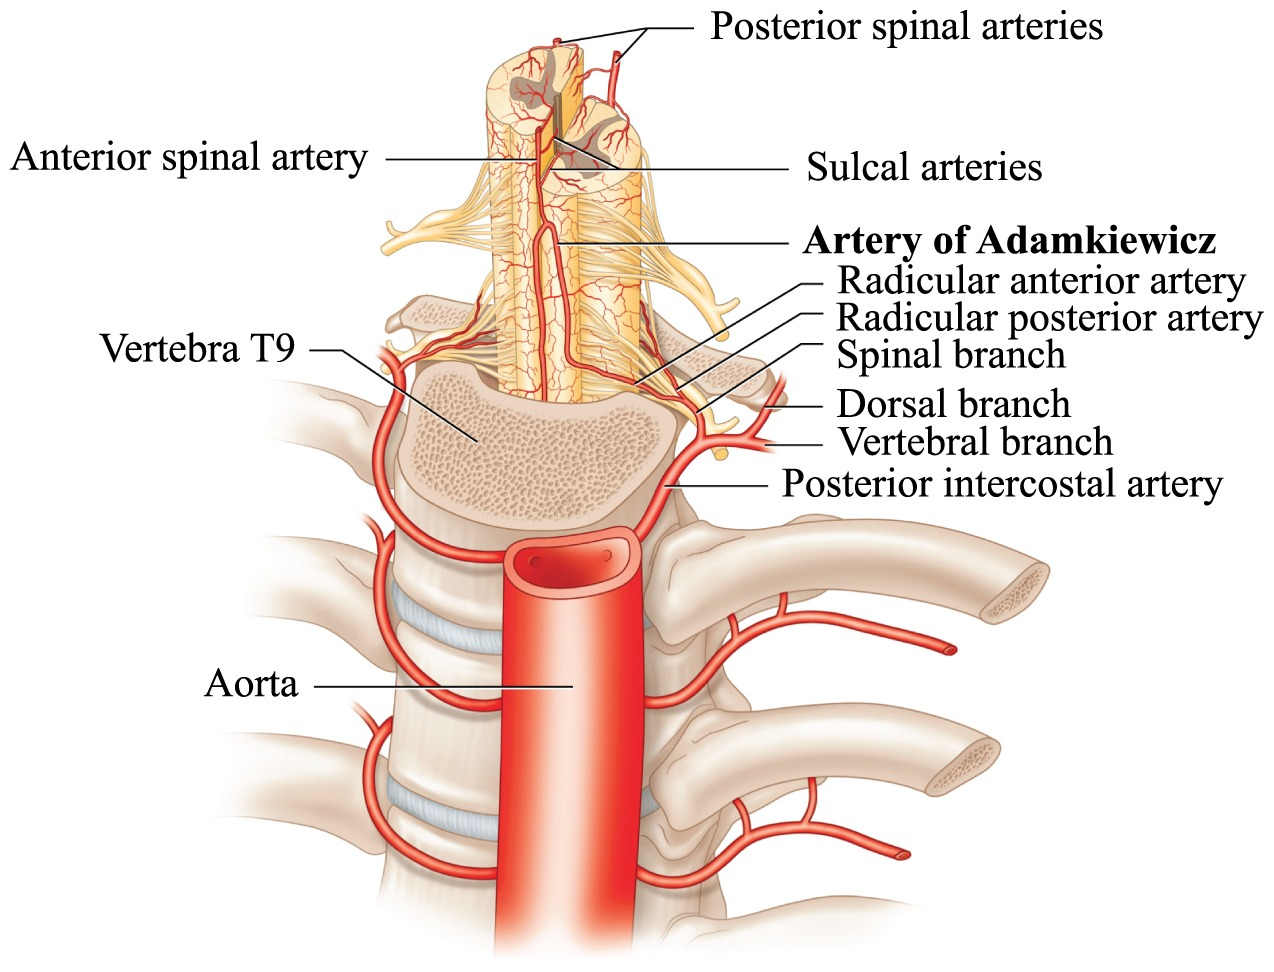 Posterior spinal arteries
Anterior spinal artery
Sulcal arteries
Artery of Adamkiewicz
Radicular anterior artery
Radicular posterior artery
Vertebra T9
Spinal branch
Dorsal branch
Vertebral branch
Posterior intercostal artery
Aorta